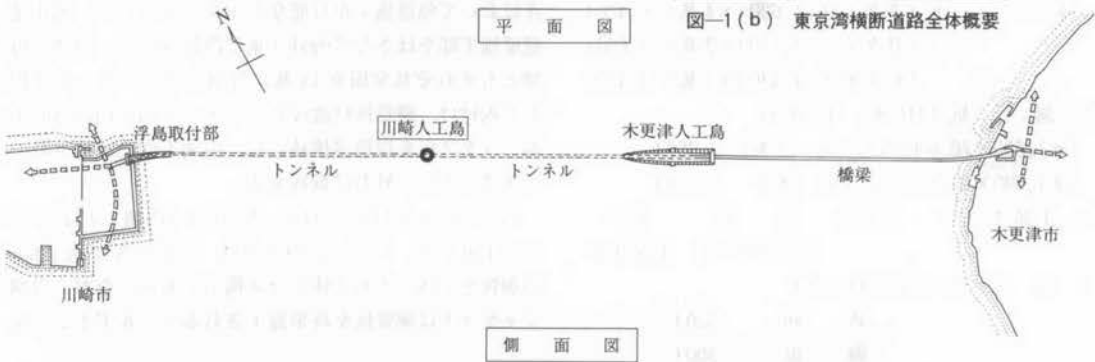 平面図
図―1(b) 東京湾横断道路全体概要
N
浮島取付部
川崎人工島
木更津人工島
トンネル
トンネル
橋梁
木更津市
川崎市
側面図